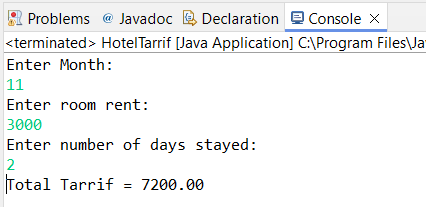 Problems @ Javadoc Declaration Console
<terminated> HotelTarrif [Java Application] C:\Program Files\Ja
Enter Month:
11
Enter room rent:
3000
Enter number of days stayed:
2
Total Tarrif = 7200.00